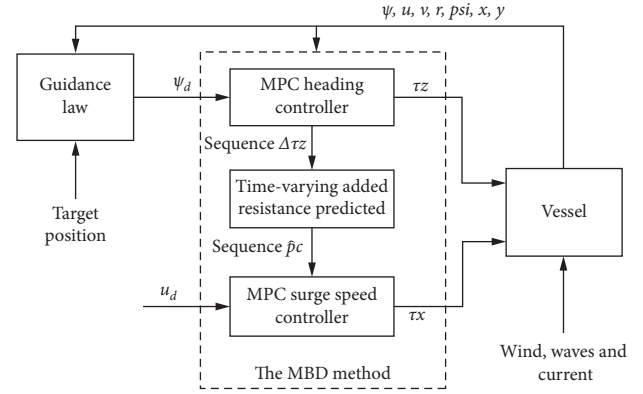 ψ, u, v, r, psi, x, y
Guidance
law
ψd
MPC heading
controller
τz
Sequence Δτz
Time-varying added
resistance predicted
Vessel
Target
position
Sequence p̂c
ud
MPC surge speed
controller
τx
Wind, waves and
current
The MBD method